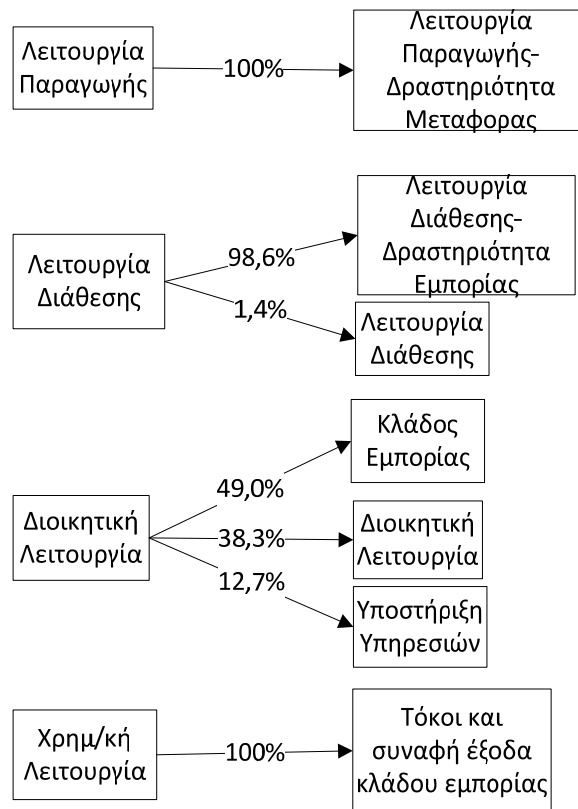 Λειτουργία
Παραγωγής
100%
Λειτουργία
Παραγωγής-
Δραστηριότητα
Μεταφορας
Λειτουργία
Διάθεσης
98,6%
Λειτουργία
Διάθεσης-
Δραστηριότητα
Εμπορίας
1,4%
Λειτουργία
Διάθεσης
Διοικητική
Λειτουργία
49,0%
Κλάδος
Εμπορίας
38,3%
Διοικητική
Λειτουργία
12,7%
Υποστήριξη
Υπηρεσιών
Χρημ/κή
Λειτουργία
100%
Τόκοι και
συναφή έξοδα
κλάδου εμπορίας